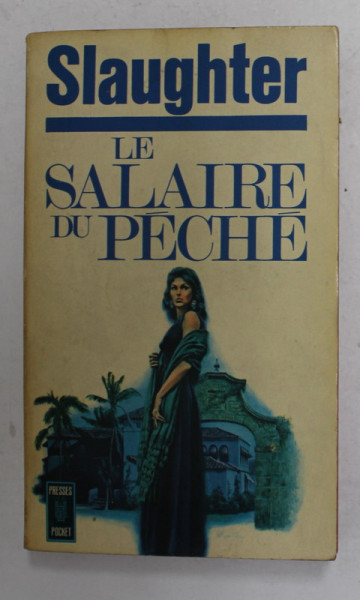 Slaughter
LE
SALAIRE
DU PÉCHÉ
PRESSES
POCKET